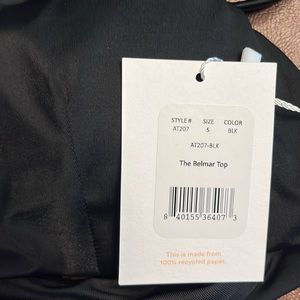 STYLE # SIZE COLOR
AT207 S BLK
AT207-BLK
The Belmar Top
8 40155 36407 3
This is made from
100% recycled paper.